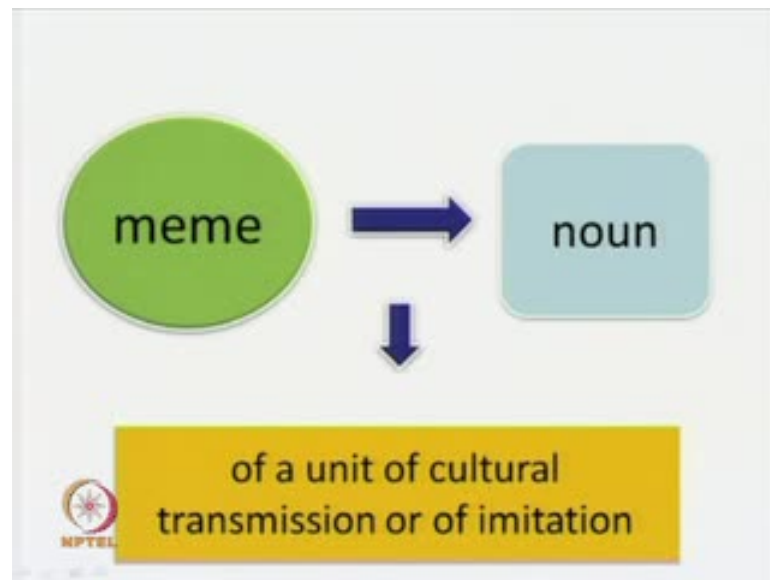 meme
noun
of a unit of cultural
transmission or of imitation
NPTEL